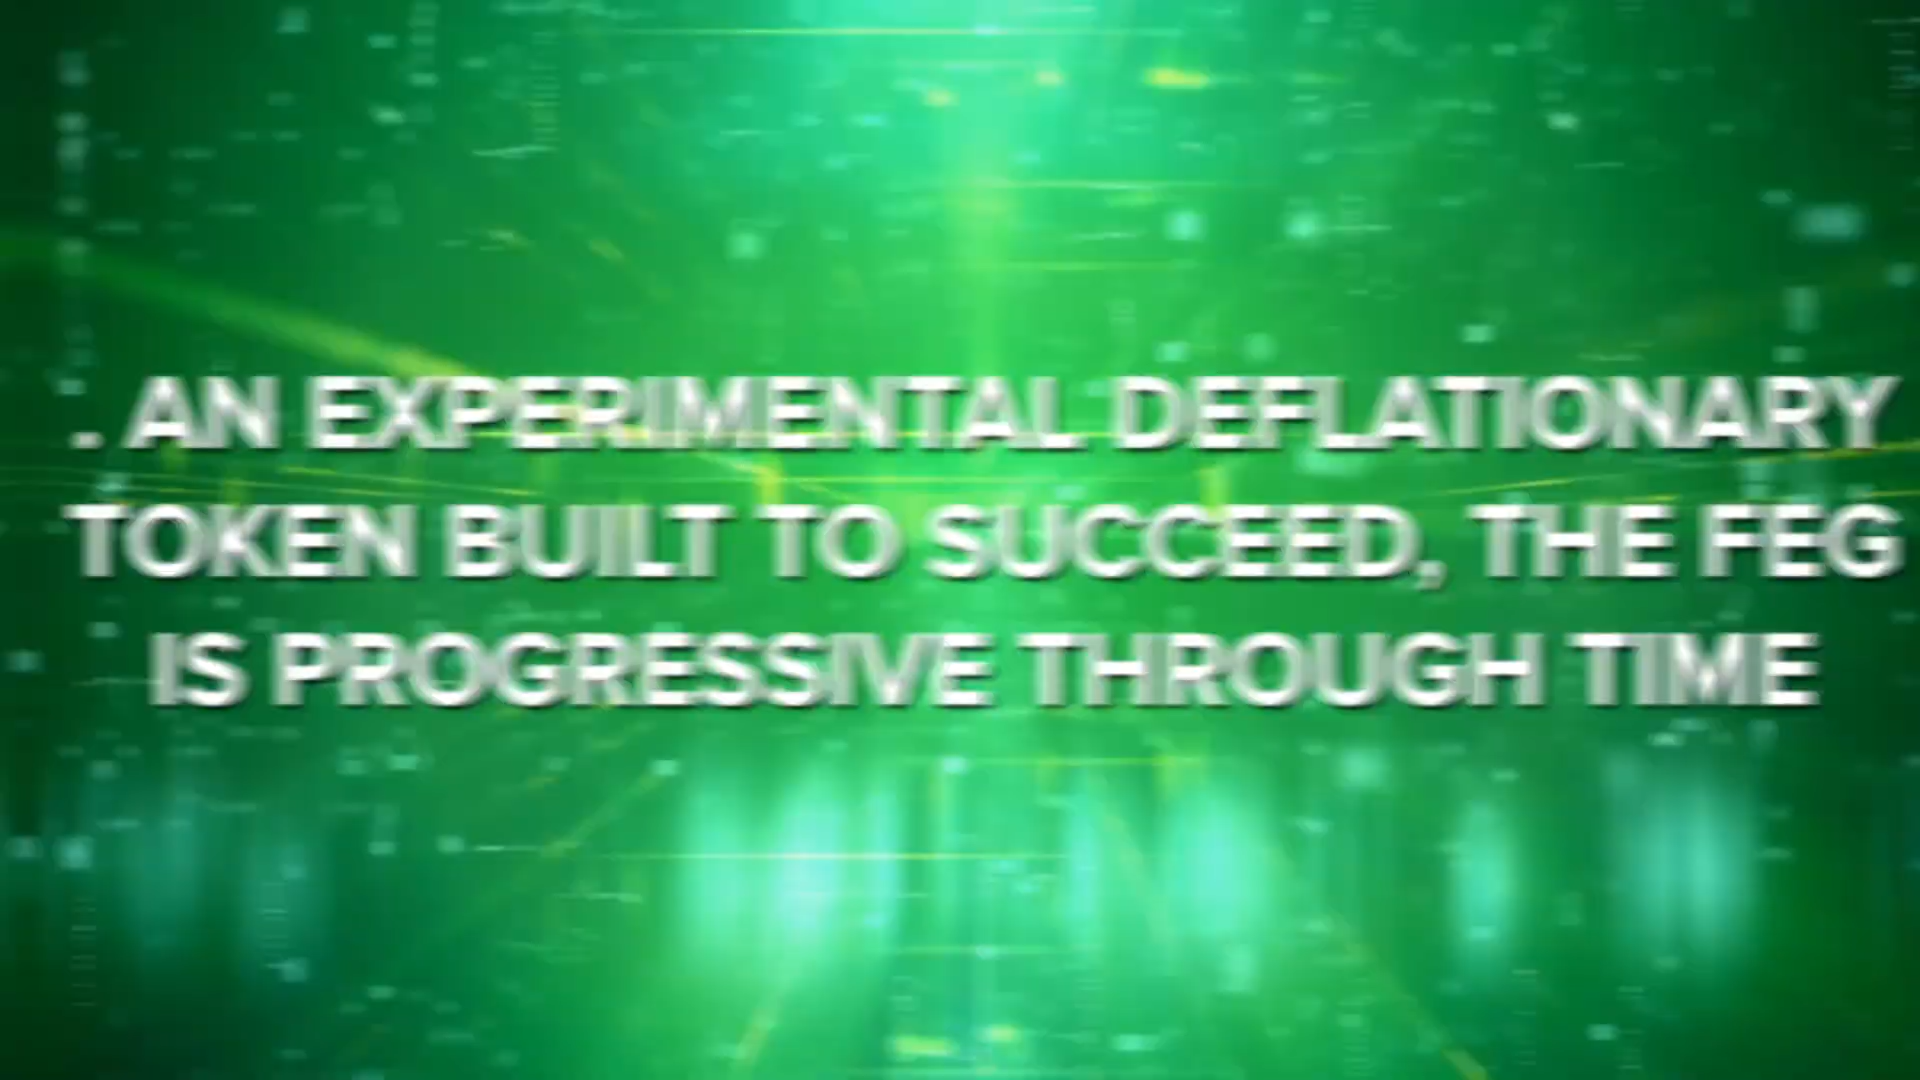 . AN EXPERIMENTAL DEFLATIONARY
TOKEN BUILT TO SUCCEED, THE FEG
IS PROGRESSIVE THROUGH TIME